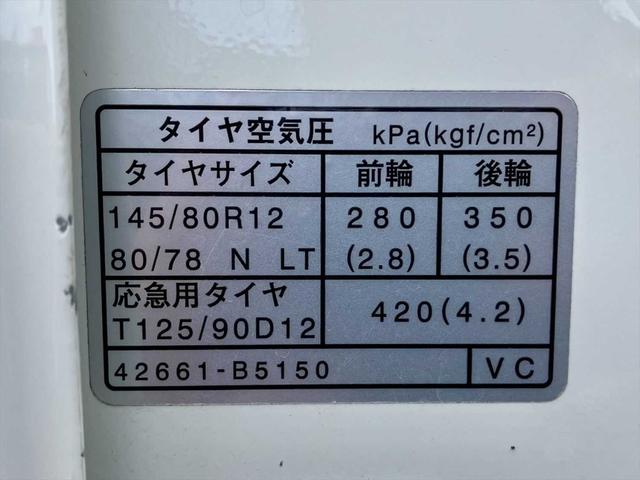 タイヤ空気圧 kPa(kgf/cm²)
タイヤサイズ 前輪 後輪
145/80R12 280 350
80/78 N LT (2.8) (3.5)
応急用タイヤ
T125/90D12 420(4.2)
42661-B5150 VC